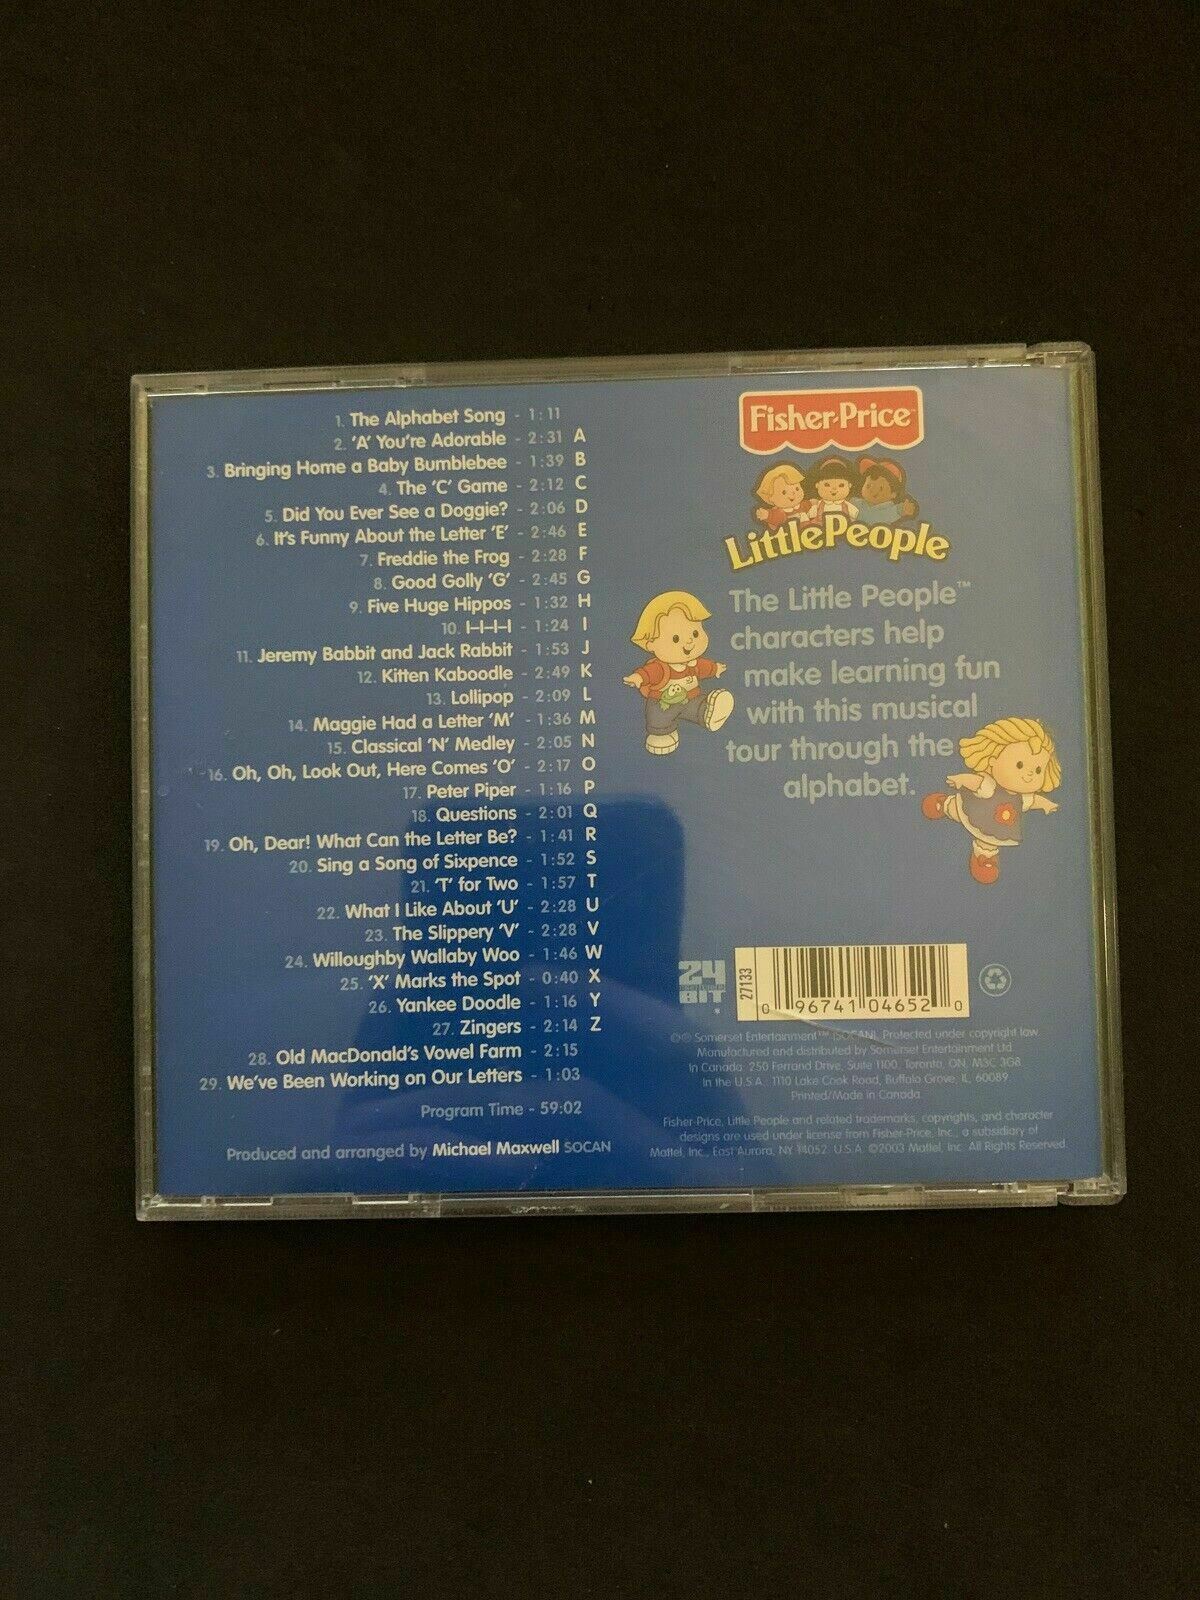 1. The Alphabet Song - 1:11
2. 'A' You're Adorable - 2:31 A
3. Bringing Home a Baby Bumblebee - 1:39 B
4. The 'C' Game - 2:12 C
5. Did You Ever See a Doggie? - 2:06 D
6. It's Funny About the Letter 'E' - 2:46 E
7. Freddie the Frog - 2:28 F
8. Good Golly 'G' - 2:45 G
9. Five Huge Hippos - 1:32 H
10. I-I-I-I - 1:24 I
11. Jeremy Babbit and Jack Rabbit - 1:53 J
12. Kitten Kaboodle - 2:49 K
13. Lollipop - 2:09 L
14. Maggie Had a Letter 'M' - 1:36 M
15. Classical 'N' Medley - 2:05 N
16. Oh, Oh, Look Out, Here Comes 'O' - 2:17 O
17. Peter Piper - 1:16 P
18. Questions - 2:01 Q
19. Oh, Dear! What Can the Letter Be? - 1:41 R
20. Sing a Song of Sixpence - 1:52 S
21. 'T' for Two - 1:57 T
22. What I Like About 'U' - 2:28 U
23. The Slippery 'V' - 2:28 V
24. Willoughby Wallaby Woo - 1:46 W
25. 'X' Marks the Spot - 0:40 X
26. Yankee Doodle - 1:16 Y
27. Zingers - 2:14 Z
28. Old MacDonald's Vowel Farm - 2:15
29. We've Been Working on Our Letters - 1:03
Program Time - 59:02
Produced and arranged by Michael Maxwell SOCAN
Fisher-Price
Little People
The Little People™
characters help
make learning fun
with this musical
tour through the
alphabet.
24
BIT
27133
0 96741 04652 0
℗© Somerset Entertainment™ (SOCAN). Protected under copyright law.
Manufactured and distributed by Somerset Entertainment Ltd.
In Canada: 250 Ferrand Drive, Suite 1100, Toronto, ON, M3C 3G8
In the U.S.A. 1110 Lake Cook Road, Buffalo Grove, IL, 60089
Printed/Made in Canada.
Fisher-Price, Little People and related trademarks, copyrights, and character
designs are used under license from Fisher-Price, Inc., a subsidiary of
Mattel, Inc., East Aurora, NY 14052. U.S.A. ©2003 Mattel, Inc. All Rights Reserved.